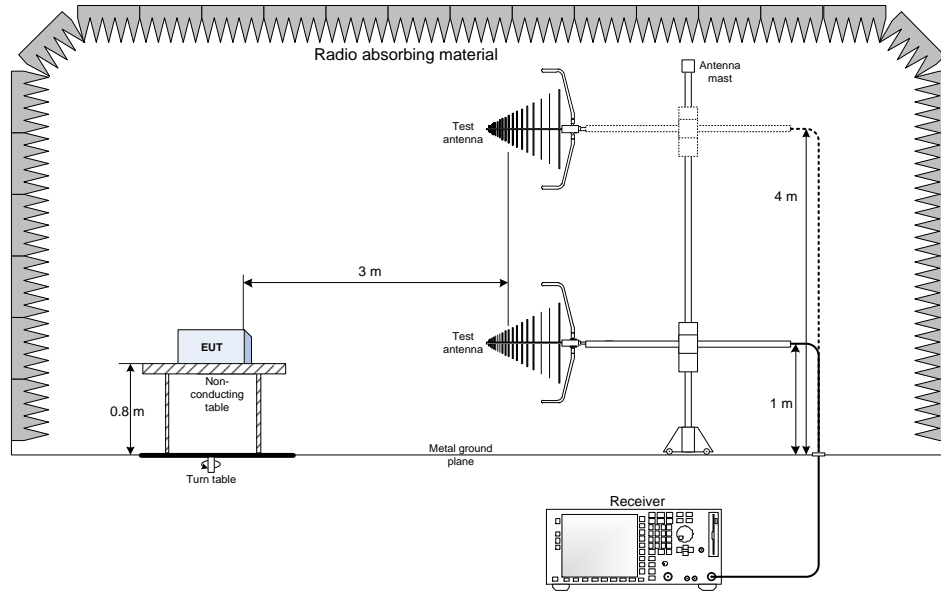 Radio absorbing material
Antenna
mast
Test
antenna
4 m
3 m
Test
antenna
EUT
Non-
conducting
table
0.8 m
1 m
Metal ground
plane
Turn table
Receiver